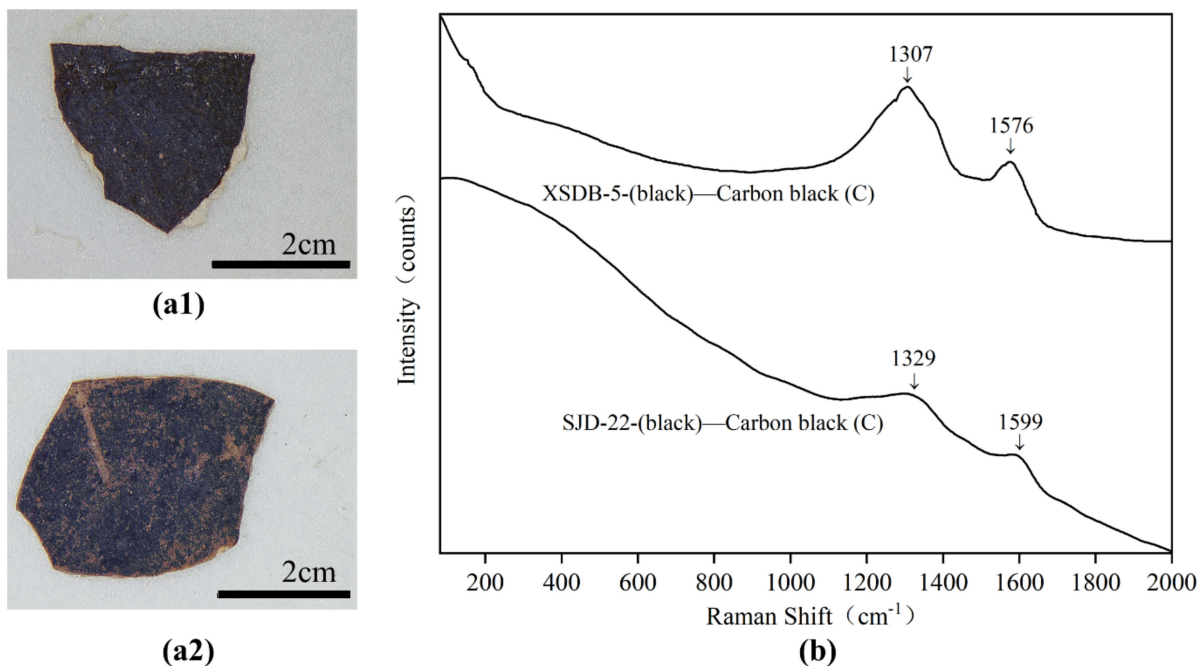 2cm
(a1)
2cm
(a2)
Intensity（counts）
1307
1576
XSDB-5-(black)—Carbon black (C)
1329
SJD-22-(black)—Carbon black (C)
1599
200 400 600 800 1000 1200 1400 1600 1800 2000
Raman Shift（cm⁻¹）
(b)